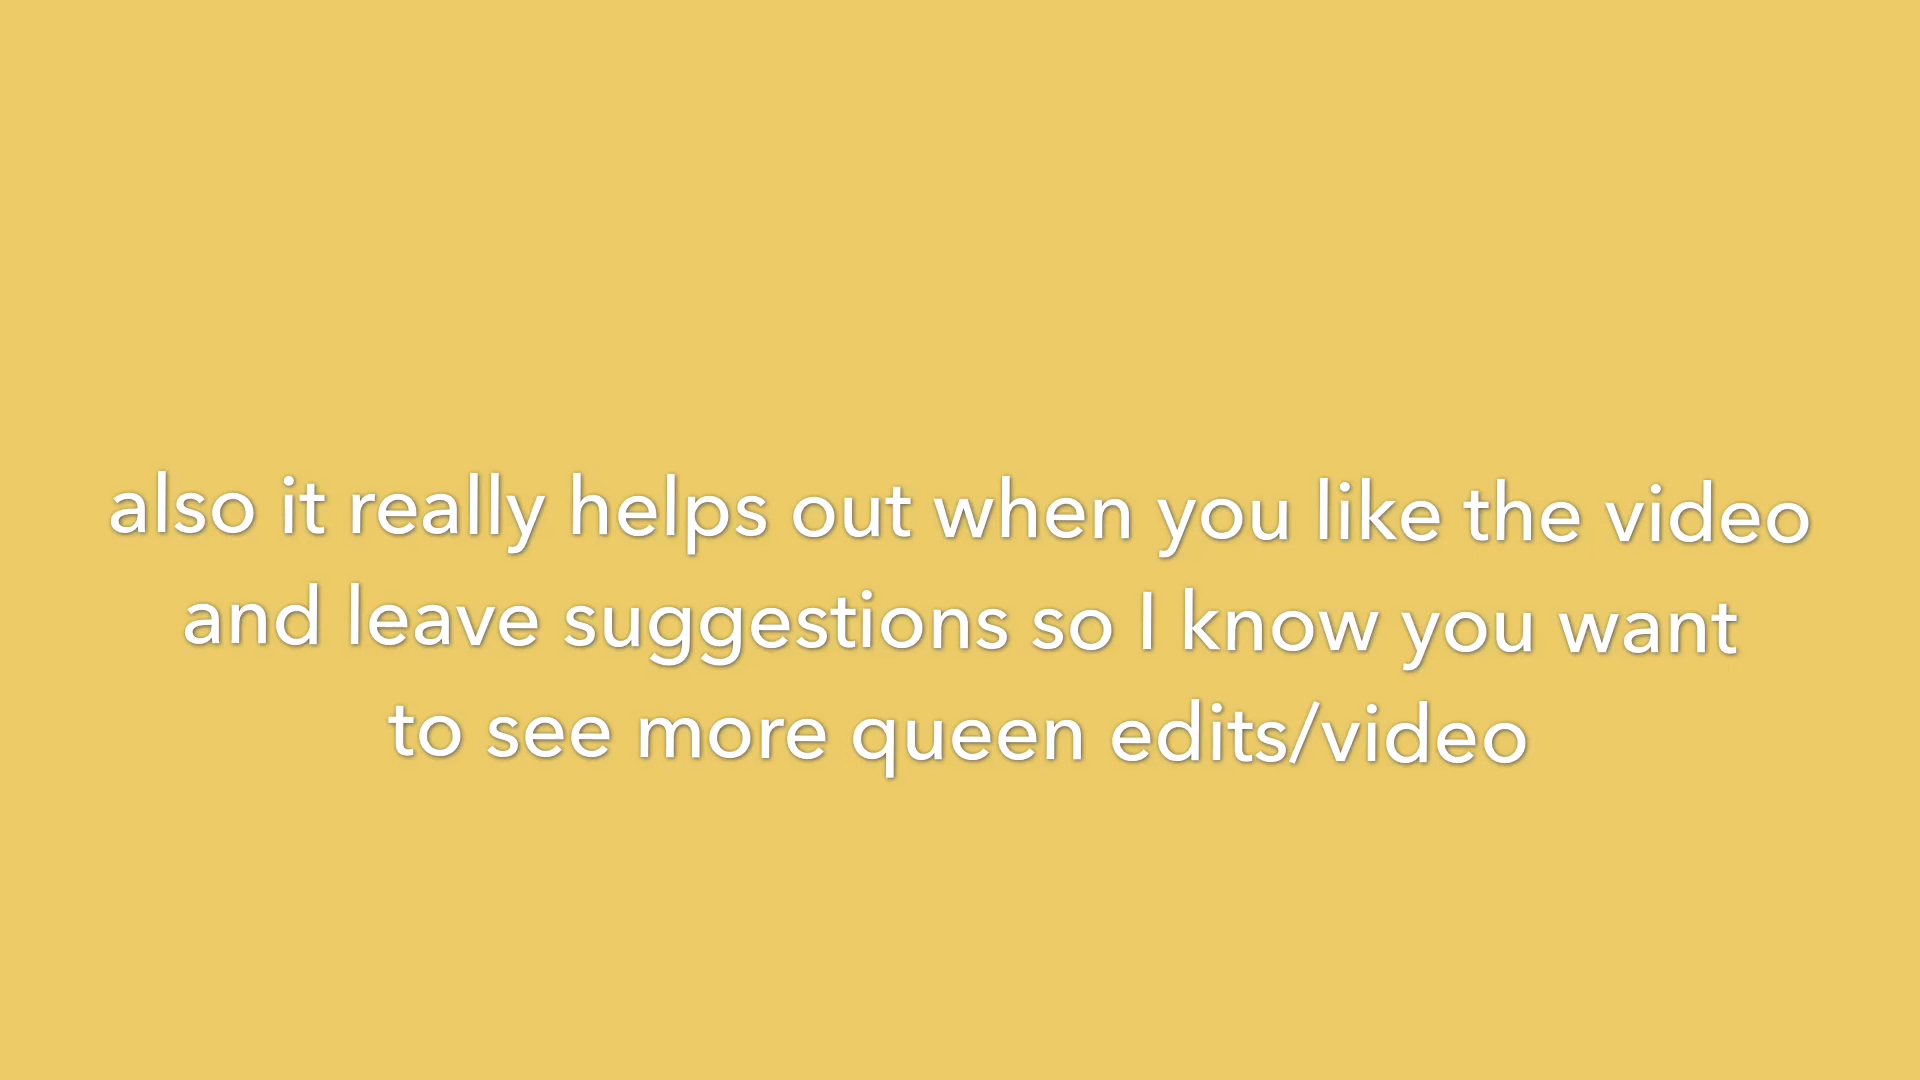 also it really helps out when you like the video
and leave suggestions so I know you want
to see more queen edits/video